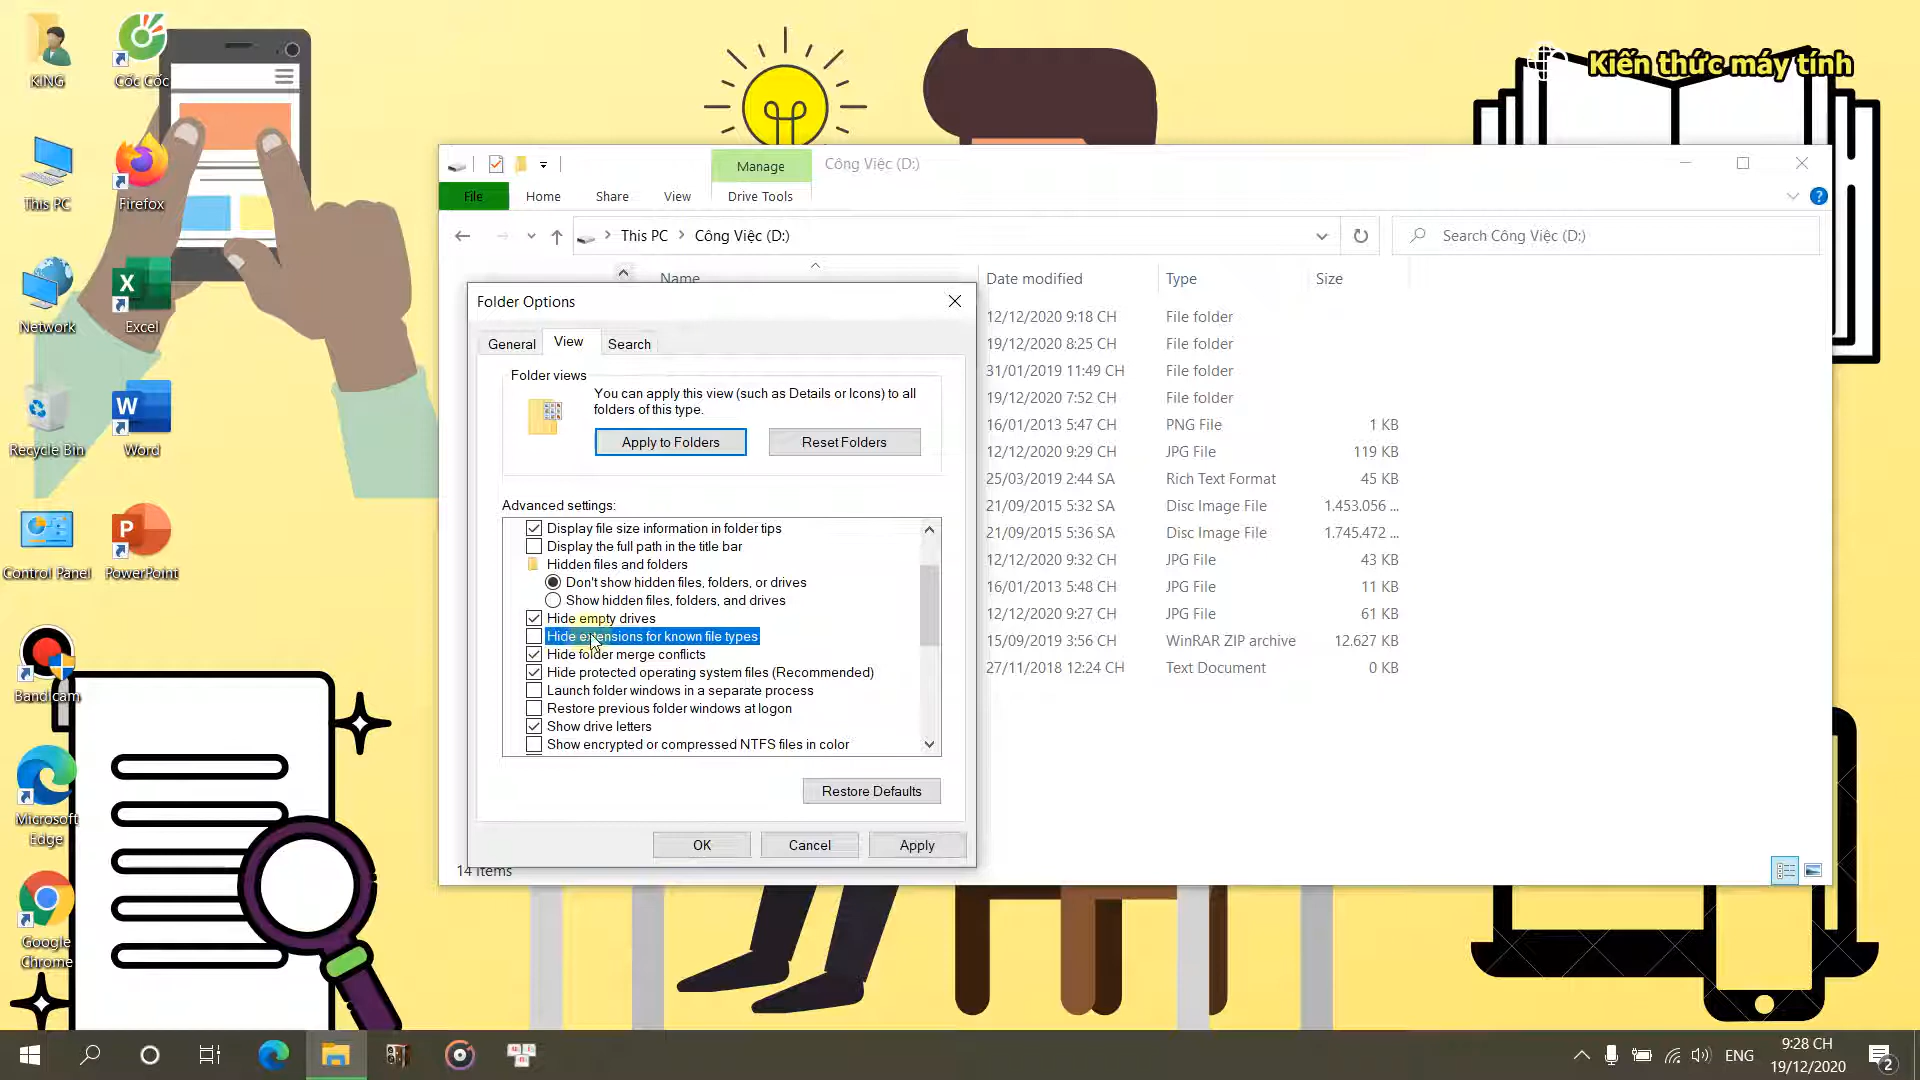 KING
Cốc Cốc
Kiến thức máy tính
This PC
Firefox
Network
Excel
Recycle Bin
Word
Control Panel
PowerPoint
Bandicam
Microsoft
Edge
Google
Chrome
Manage
Công Việc (D:)
File
Home
Share
View
Drive Tools
This PC
Công Việc (D:)
Search Công Việc (D:)
Name
Date modified
Type
Size
12/12/2020 9:18 CH File folder
19/12/2020 8:25 CH File folder
31/01/2019 11:49 CH File folder
19/12/2020 7:52 CH File folder
16/01/2013 5:47 CH PNG File 1 KB
12/12/2020 9:29 CH JPG File 119 KB
25/03/2019 2:44 SA Rich Text Format 45 KB
21/09/2015 5:32 SA Disc Image File 1.453.056 ...
21/09/2015 5:36 SA Disc Image File 1.745.472 ...
12/12/2020 9:32 CH JPG File 43 KB
16/01/2013 5:48 CH JPG File 11 KB
12/12/2020 9:27 CH JPG File 61 KB
15/09/2019 3:56 CH WinRAR ZIP archive 12.627 KB
27/11/2018 12:24 CH Text Document 0 KB
14 items
Folder Options
General
View
Search
Folder views
You can apply this view (such as Details or Icons) to all
folders of this type.
Apply to Folders
Reset Folders
Advanced settings:
Display file size information in folder tips
Display the full path in the title bar
Hidden files and folders
Don't show hidden files, folders, or drives
Show hidden files, folders, and drives
Hide empty drives
Hide extensions for known file types
Hide folder merge conflicts
Hide protected operating system files (Recommended)
Launch folder windows in a separate process
Restore previous folder windows at logon
Show drive letters
Show encrypted or compressed NTFS files in color
Restore Defaults
OK
Cancel
Apply
ENG
9:28 CH
19/12/2020
2